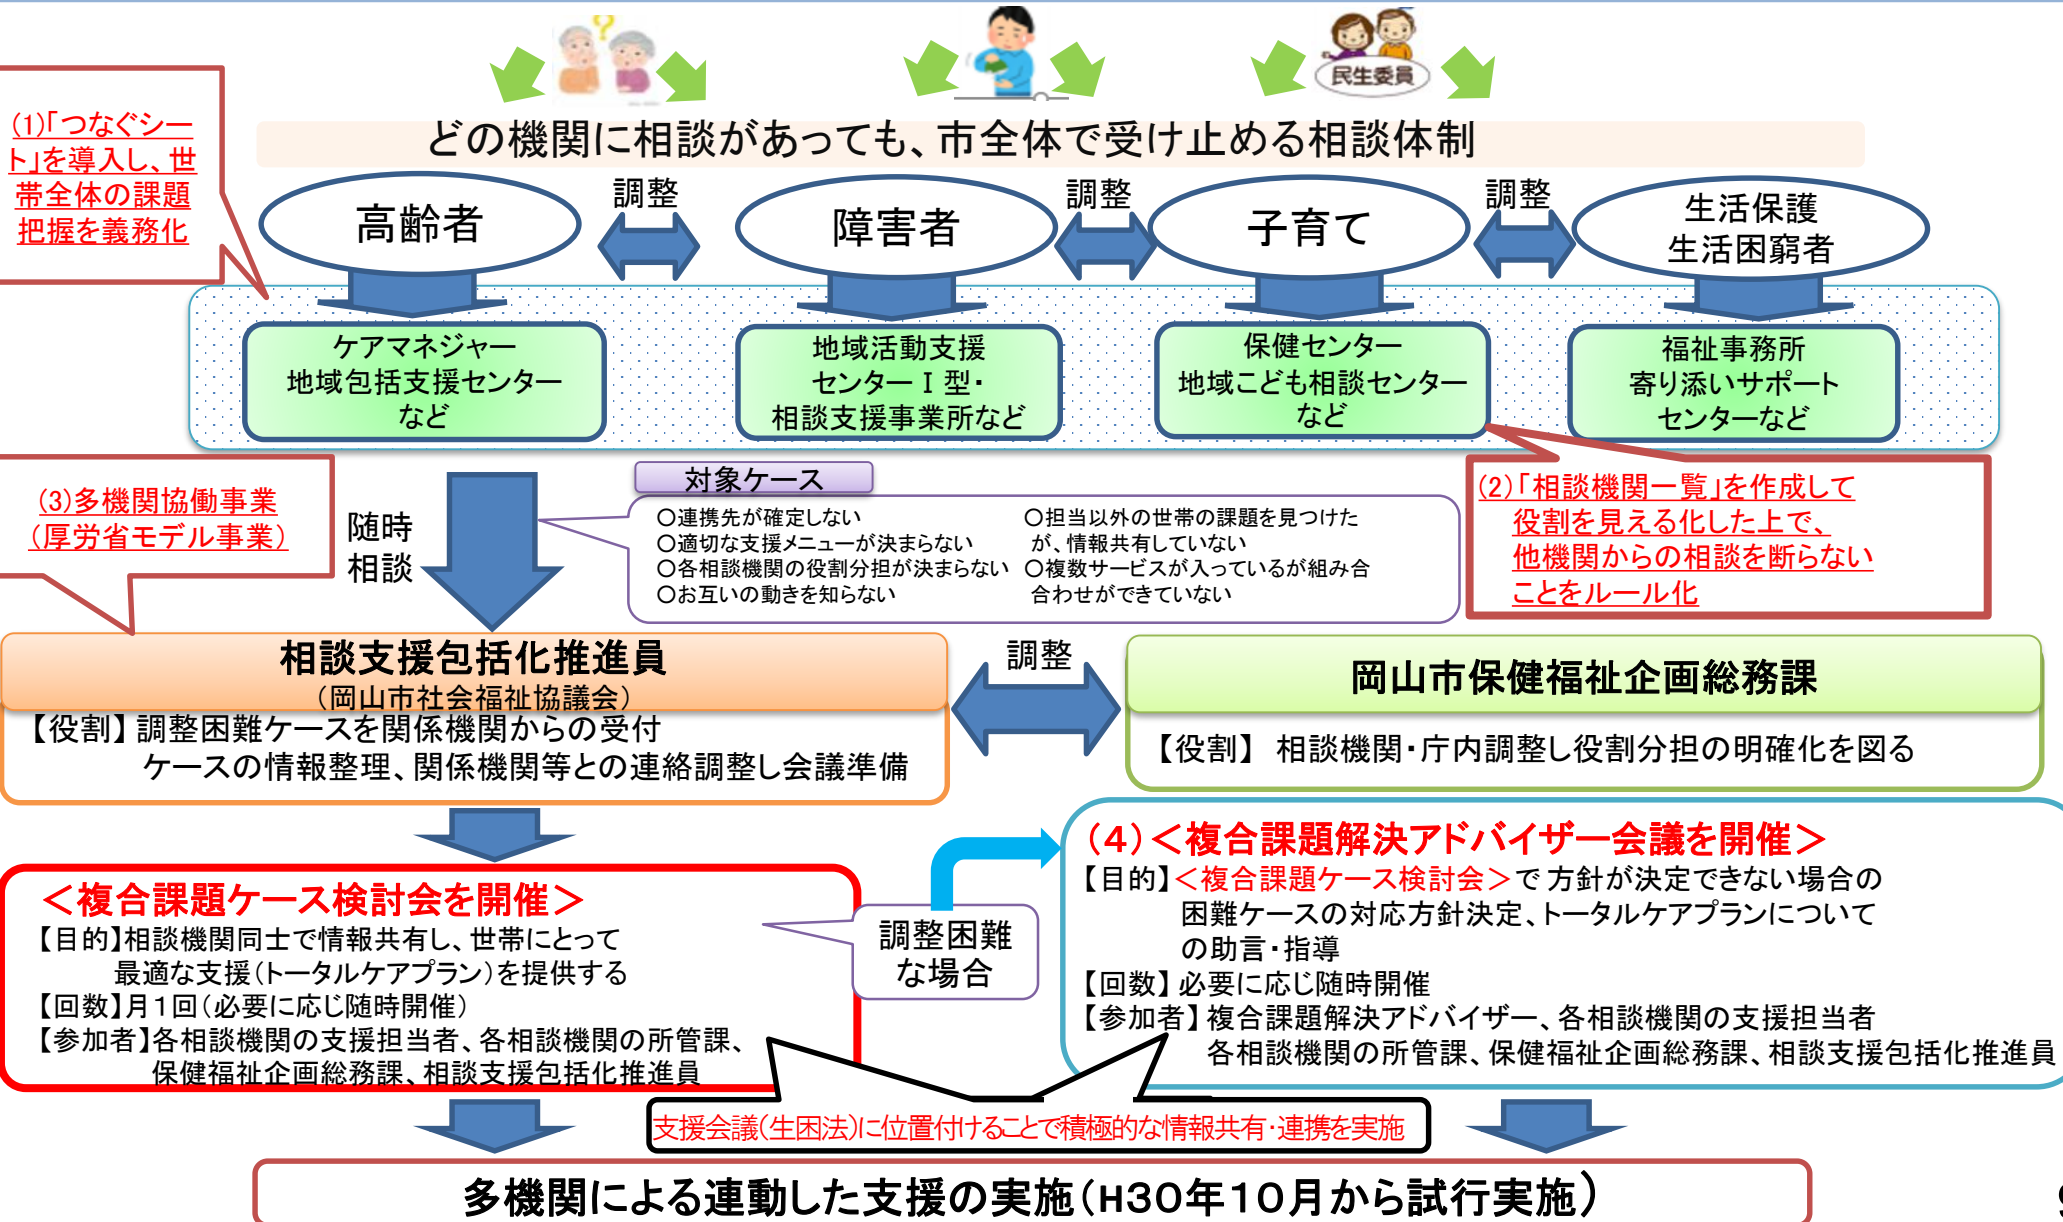 民生委員
どの機関に相談があっても、市全体で受け止める相談体制
(1)「つなぐシー
ト」を導入し、世
帯全体の課題
把握を義務化
高齢者
調整
障害者
調整
子育て
調整
生活保護
生活困窮者
ケアマネジャー
地域包括支援センター
など
地域活動支援
センターⅠ型・
相談支援事業所など
保健センター
地域こども相談センター
など
福祉事務所
寄り添いサポート
センターなど
(2)「相談機関一覧」を作成して
役割を見える化した上で、
他機関からの相談を断らない
ことをルール化
(3)多機関協働事業
(厚労省モデル事業)
随時
相談
対象ケース
○連携先が確定しない
○適切な支援メニューが決まらない
○各相談機関の役割分担が決まらない
○お互いの動きを知らない
○担当以外の世帯の課題を見つけた
が、情報共有していない
○複数サービスが入っているが組み合
合わせができていない
相談支援包括化推進員
(岡山市社会福祉協議会)
【役割】調整困難ケースを関係機関からの受付
ケースの情報整理、関係機関等との連絡調整し会議準備
調整
岡山市保健福祉企画総務課
【役割】 相談機関・庁内調整し役割分担の明確化を図る
<複合課題ケース検討会を開催>
【目的】相談機関同士で情報共有し、世帯にとって
最適な支援(トータルケアプラン)を提供する
【回数】月1回(必要に応じ随時開催)
【参加者】各相談機関の支援担当者、各相談機関の所管課、
保健福祉企画総務課、相談支援包括化推進員
調整困難
な場合
(4)<複合課題解決アドバイザー会議を開催>
【目的】<複合課題ケース検討会>で方針が決定できない場合の
困難ケースの対応方針決定、トータルケアプランについて
の助言・指導
【回数】必要に応じ随時開催
【参加者】複合課題解決アドバイザー、各相談機関の支援担当者
各相談機関の所管課、保健福祉企画総務課、相談支援包括化推進員
支援会議(生困法)に位置付けることで積極的な情報共有・連携を実施
多機関による連動した支援の実施(H30年10月から試行実施)